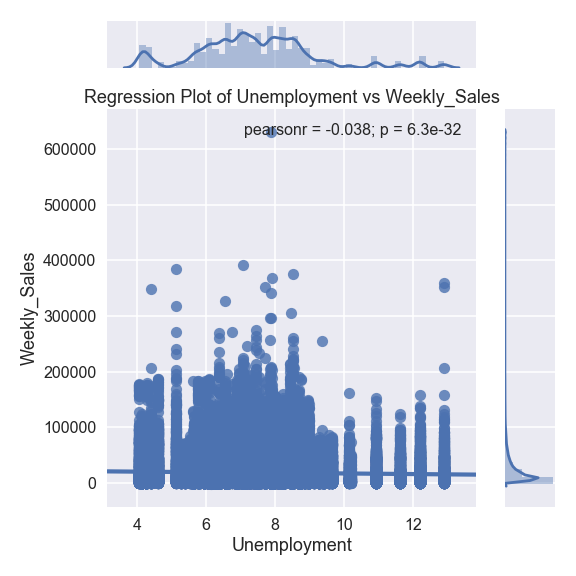 Regression Plot of Unemployment vs Weekly_Sales
pearsonr = -0.038; p = 6.3e-32
600000
500000
400000
300000
200000
100000
0
Weekly_Sales
4 6 8 10 12
Unemployment